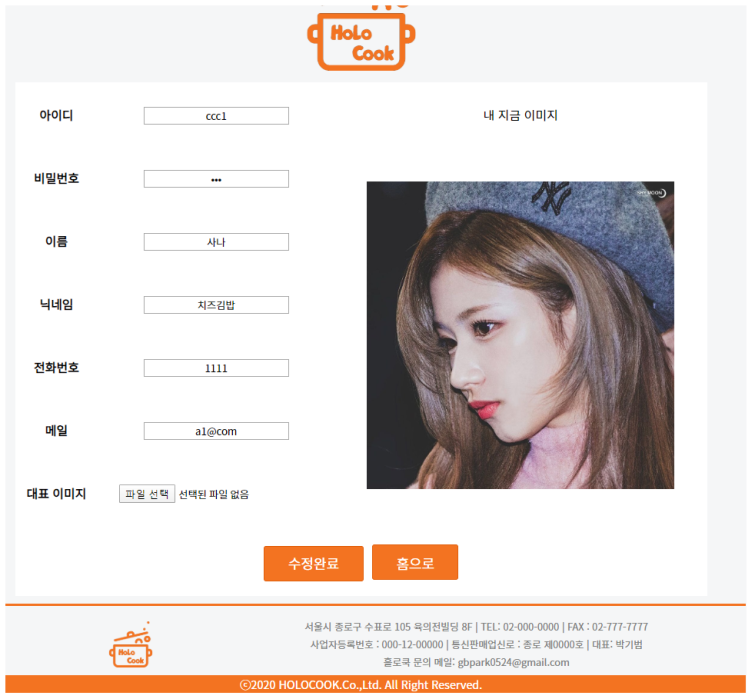 HoLo
Cook
아이디 ccc1 내 지금 이미지
비밀번호 •••
이름 사나
닉네임 치즈김밥
전화번호 1111
메일 a1@com
대표 이미지 파일 선택 선택된 파일 없음
NY
MOON
수정완료 홈으로
HoLo
Cook
서울시 종로구 수표로 105 육의전빌딩 8F | TEL: 02-000-0000 | FAX : 02-777-7777
사업자등록번호 : 000-12-00000 | 통신판매업신로 : 종로 제0000호 | 대표: 박기범
홀로쿡 문의 메일: gbpark0524@gmail.com
ⓒ2020 HOLOCOOK.Co.,Ltd. All Right Reserved.